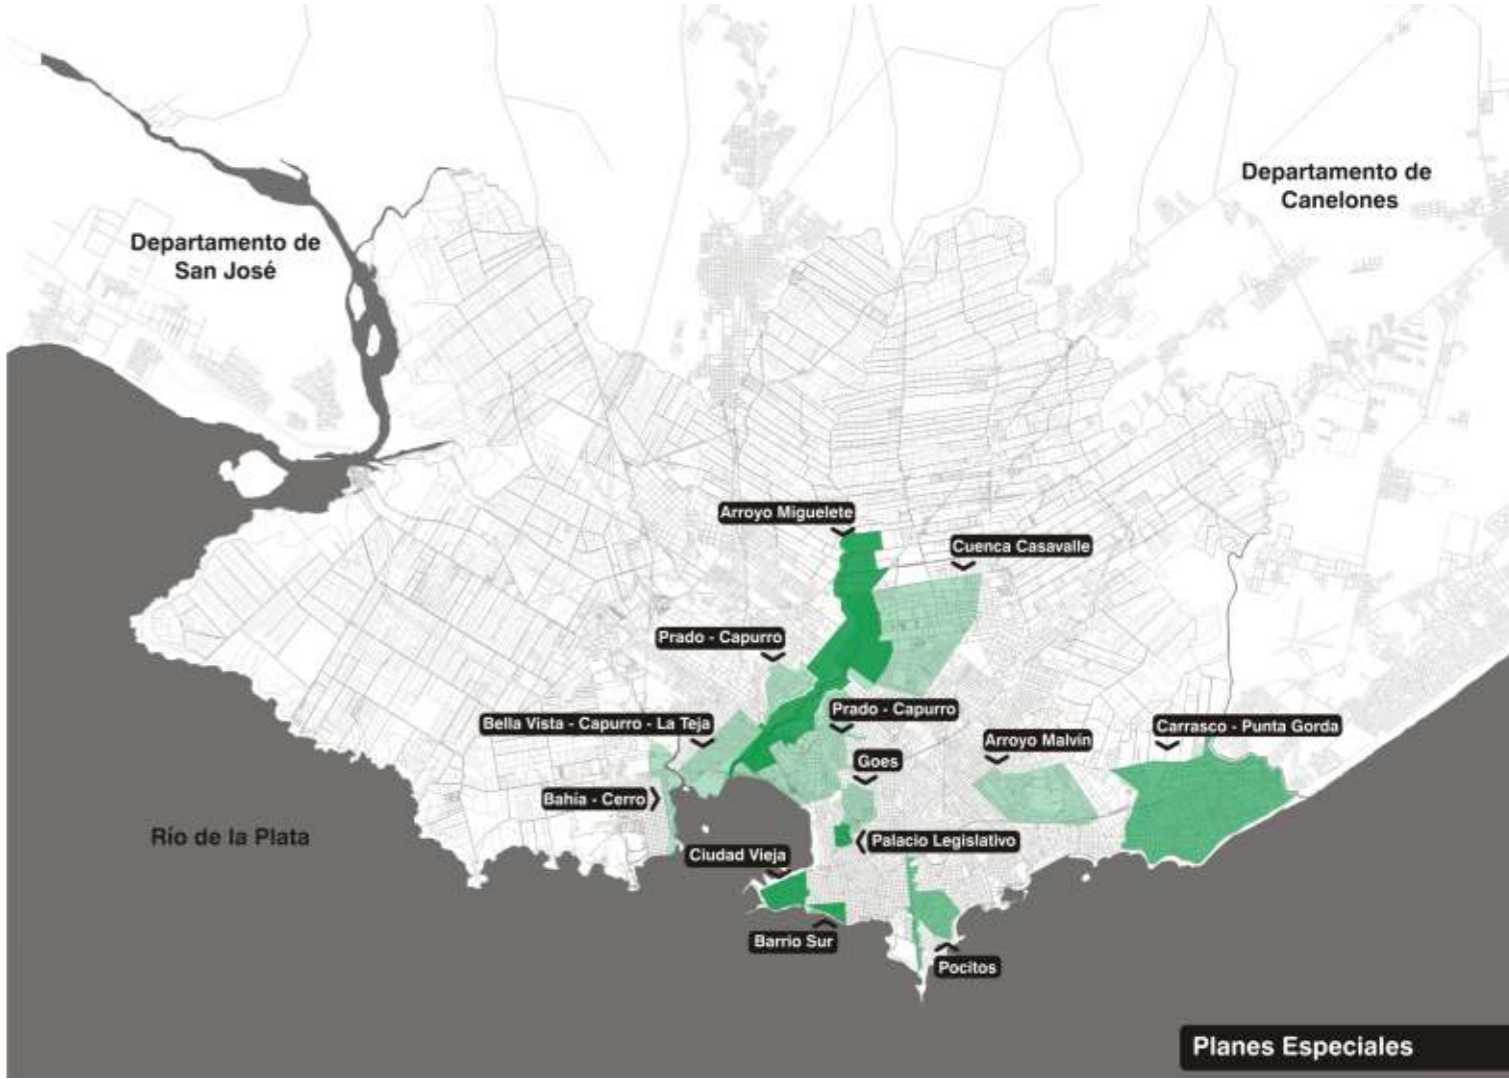 Departamento de
Canelones
Departamento de
San José
Arroyo Miguelete
Cuenca Casavalle
Prado - Capurro
Prado - Capurro
Bella Vista - Capurro - La Teja
Carrasco - Punta Gorda
Arroyo Malvín
Goes
Bahía - Cerro
Río de la Plata
Palacio Legislativo
Ciudad Vieja
Barrio Sur
Pocitos
Planes Especiales